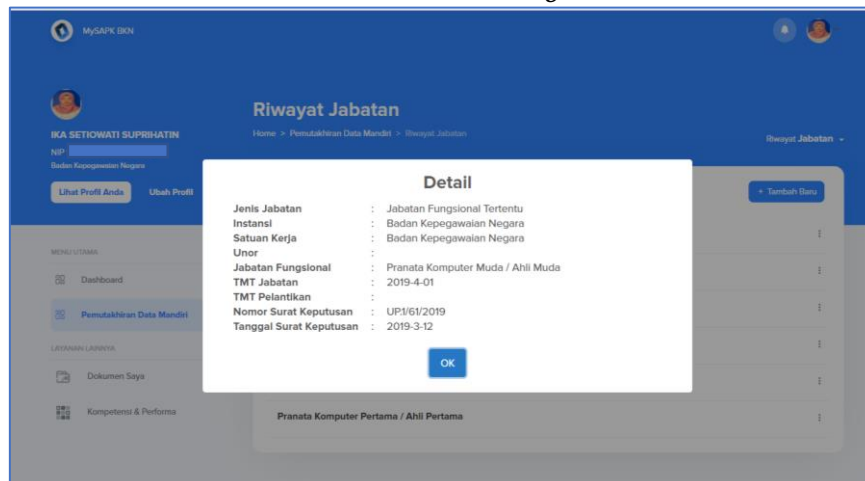 MySAPK BKN
IKA SETIOWATI SUPRIHATIN
NIP
Badan Kepegawaian Negara
Lihat Profil Anda
Ubah Profil
Riwayat Jabatan
Home > Pemutakhiran Data Mandiri > Riwayat Jabatan
Riwayat Jabatan
+ Tambah Baru
MENU UTAMA
Dashboard
Pemutakhiran Data Mandiri
LAYANAN LAINNYA
Dokumen Saya
Kompetensi & Performa
Detail
Jenis Jabatan : Jabatan Fungsional Tertentu
Instansi : Badan Kepegawaian Negara
Satuan Kerja : Badan Kepegawaian Negara
Unor :
Jabatan Fungsional : Pranata Komputer Muda / Ahli Muda
TMT Jabatan : 2019-4-01
TMT Pelantikan :
Nomor Surat Keputusan : UP.1/61/2019
Tanggal Surat Keputusan : 2019-3-12
OK
Pranata Komputer Pertama / Ahli Pertama